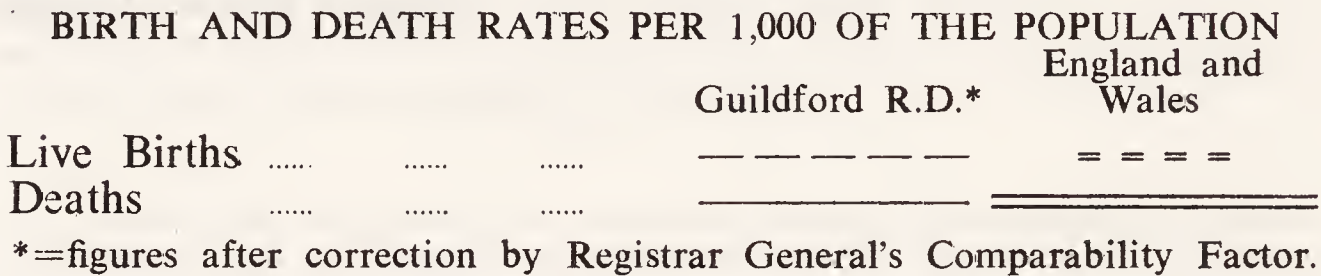 BIRTH AND DEATH RATES PER 1,000 OF THE POPULATION
England and
Guildford R.D.* Wales
Live Births ...... ...... ......
Deaths ...... ...... ......
*=figures after correction by Registrar General's Comparability Factor.